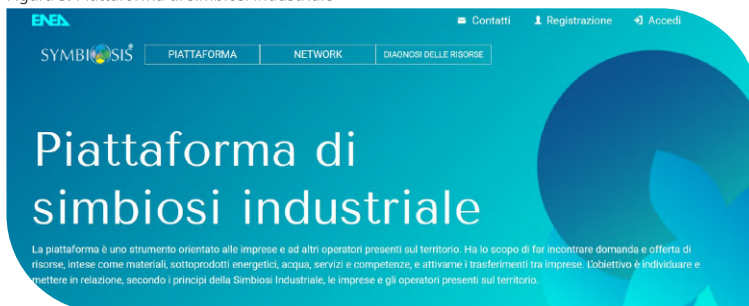 ENEA
Contatti Registrazione Accedi
SYMBIOSIS PIATTAFORMA NETWORK DIAGNOSI DELLE RISORSE
Piattaforma di
simbiosi industriale
La piattaforma è uno strumento orientato alle imprese e ad altri operatori presenti sul territorio. Ha lo scopo di far incontrare domanda e offerta di
risorse, intese come materiali, sottoprodotti energetici, acqua, servizi e competenze, e attivarne i trasferimenti tra imprese. L'obiettivo è individuare e
mettere in relazione, secondo i principi della Simbiosi Industriale, le imprese e gli operatori presenti sul territorio.